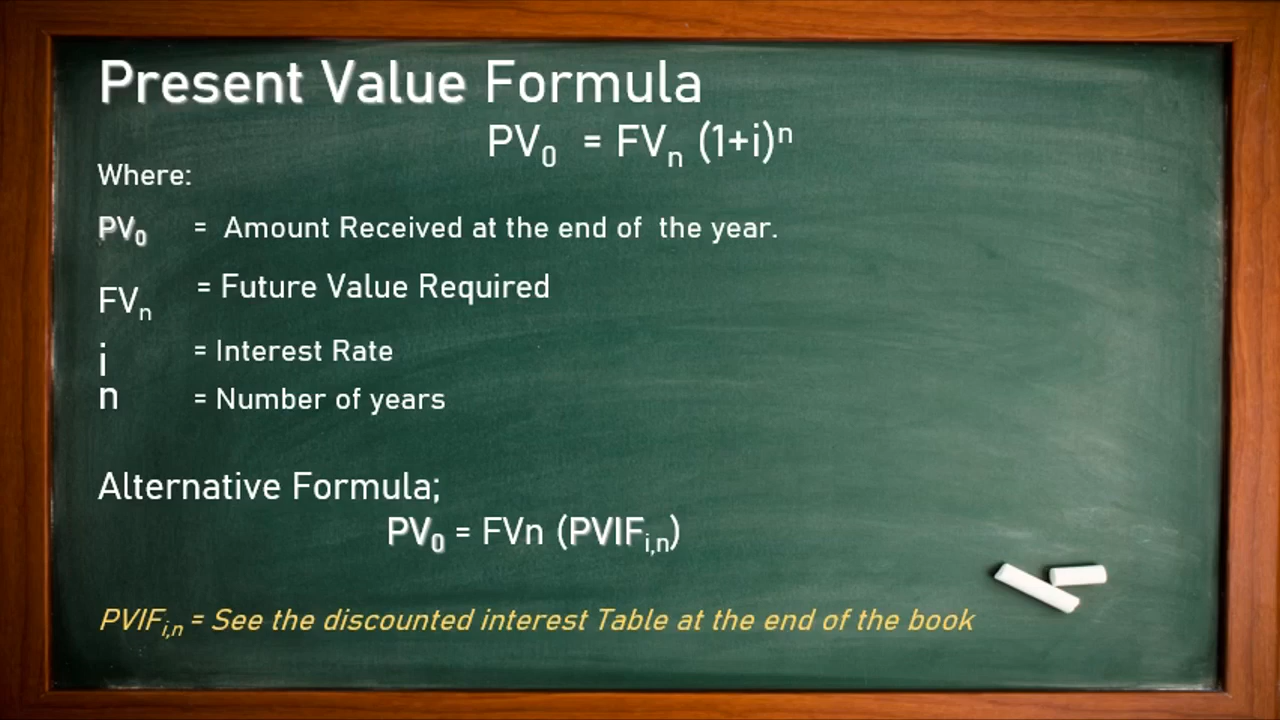 Present Value Formula
PV₀ = FVₙ (1+i)ⁿ
Where:
PV₀ = Amount Received at the end of the year.
FVₙ = Future Value Required
i = Interest Rate
n = Number of years
Alternative Formula;
PV₀ = FVn (PVIFᵢ,ₙ)
PVIFᵢ,ₙ = See the discounted interest Table at the end of the book